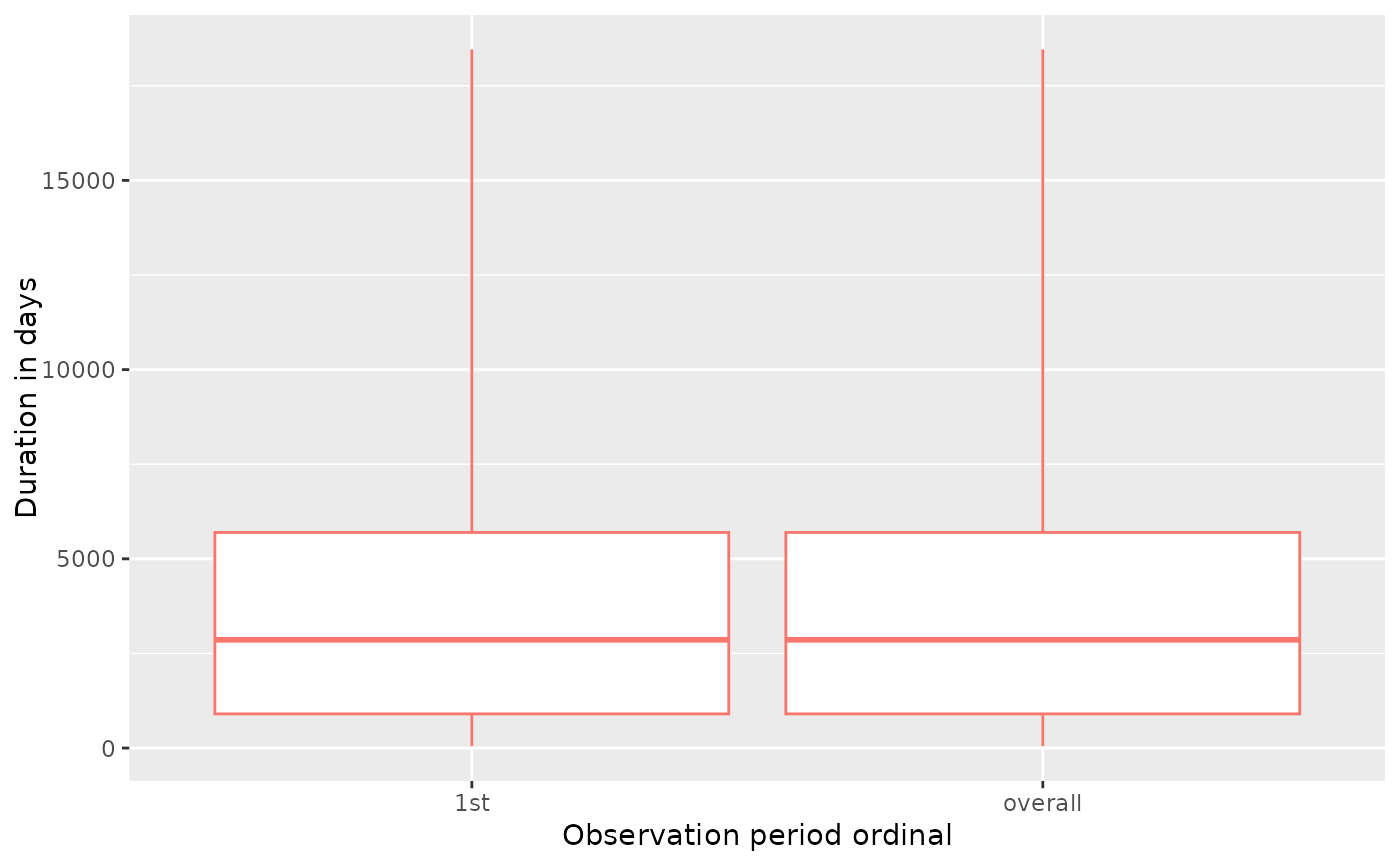 Duration in days
15000
10000
5000
0
1st
overall
Observation period ordinal